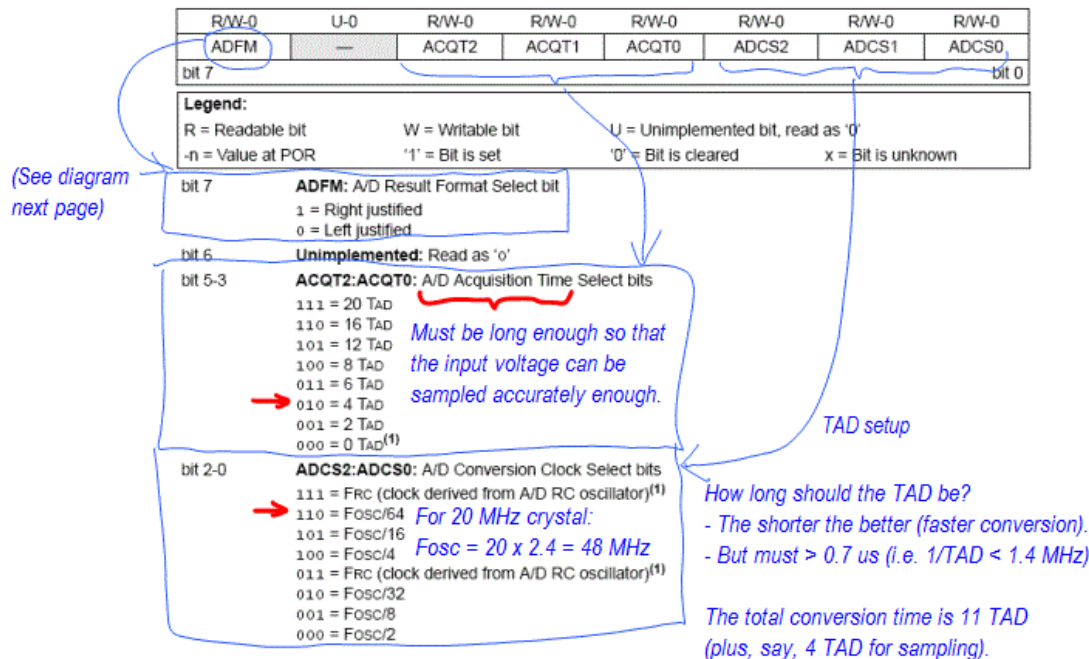 R/W-0 U-0 R/W-0 R/W-0 R/W-0 R/W-0 R/W-0 R/W-0
ADFM — ACQT2 ACQT1 ACQT0 ADCS2 ADCS1 ADCS0
bit 7 bit 0
Legend:
R = Readable bit W = Writable bit U = Unimplemented bit, read as '0'
-n = Value at POR '1' = Bit is set '0' = Bit is cleared x = Bit is unknown
(See diagram
next page)
bit 7 ADFM: A/D Result Format Select bit
1 = Right justified
0 = Left justified
bit 6 Unimplemented: Read as '0'
bit 5-3 ACQT2:ACQT0: A/D Acquisition Time Select bits
111 = 20 TAD
110 = 16 TAD
101 = 12 TAD
100 = 8 TAD
011 = 6 TAD
010 = 4 TAD
001 = 2 TAD
000 = 0 TAD(1)
Must be long enough so that
the input voltage can be
sampled accurately enough.
TAD setup
bit 2-0 ADCS2:ADCS0: A/D Conversion Clock Select bits
111 = FRC (clock derived from A/D RC oscillator)(1)
110 = FOSC/64
101 = FOSC/16
100 = FOSC/4
011 = FRC (clock derived from A/D RC oscillator)(1)
010 = FOSC/32
001 = FOSC/8
000 = FOSC/2
For 20 MHz crystal:
Fosc = 20 x 2.4 = 48 MHz
How long should the TAD be?
- The shorter the better (faster conversion).
- But must > 0.7 us (i.e. 1/TAD < 1.4 MHz)
The total conversion time is 11 TAD
(plus, say, 4 TAD for sampling).